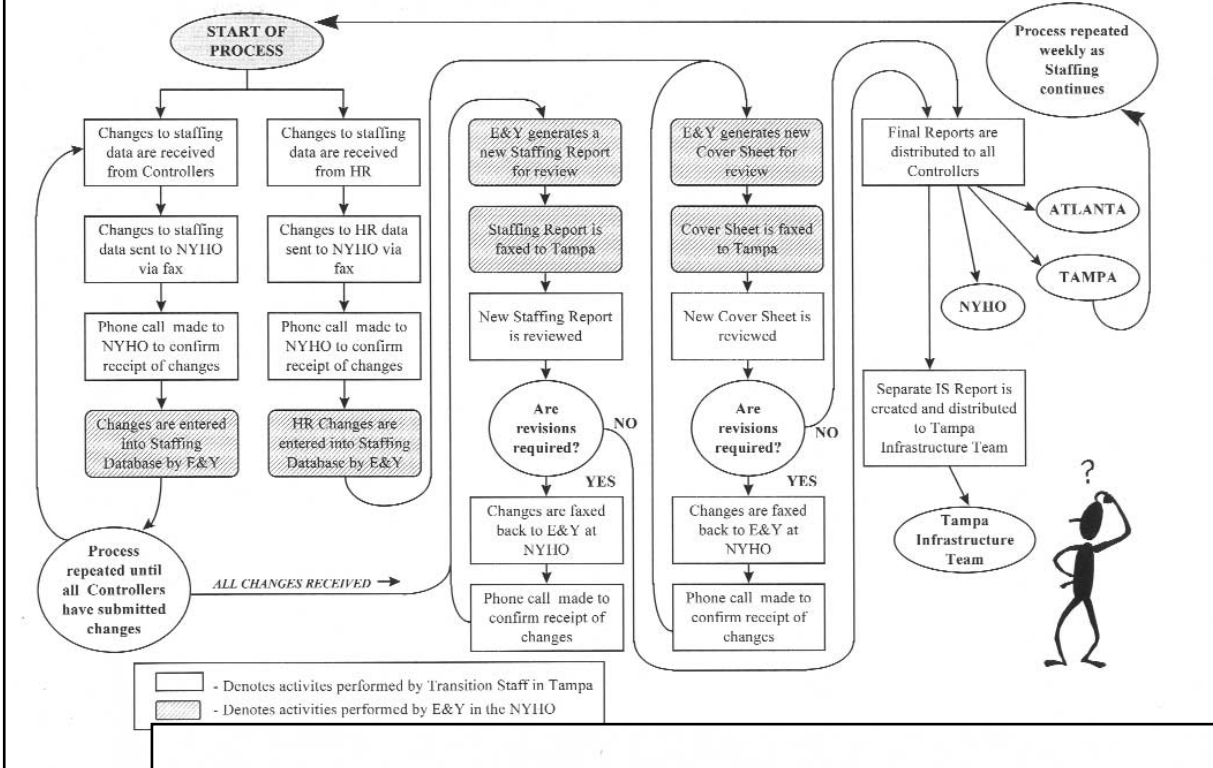 START OF
PROCESS
Process repeated
weekly as
Staffing
continues
Changes to staffing
data are received
from Controllers
Changes to staffing
data sent to NYHO
via fax
Phone call made to
NYHO to confirm
receipt of changes
Changes are entered
into Staffing
Database by E&Y
Process
repeated until
all Controllers
have submitted
changes
ALL CHANGES RECEIVED
Changes to staffing
data are received
from HR
Changes to HR data
sent to NYHO via
fax
Phone call made to
NYHO to confirm
receipt of changes
HR Changes are
entered into Staffing
Database by E&Y
E&Y generates a
new Staffing Report
for review
Staffing Report is
faxed to Tampa
New Staffing Report
is reviewed
Are
revisions
required?
NO
YES
Changes are faxed
back to E&Y at
NYHO
Phone call made to
confirm receipt of
changes
E&Y generates new
Cover Sheet for
review
Cover Sheet is faxed
to Tampa
New Cover Sheet is
reviewed
Are
revisions
required?
NO
YES
Changes are faxed
back to E&Y at
NYHO
Phone call made to
confirm receipt of
changes
Final Reports are
distributed to all
Controllers
ATLANTA
TAMPA
NYHO
Separate IS Report is
created and distributed
to Tampa
Infrastructure Team
Tampa
Infrastructure
Team
?
- Denotes activites performed by Transition Staff in Tampa
- Denotes activities performed by E&Y in the NYHO